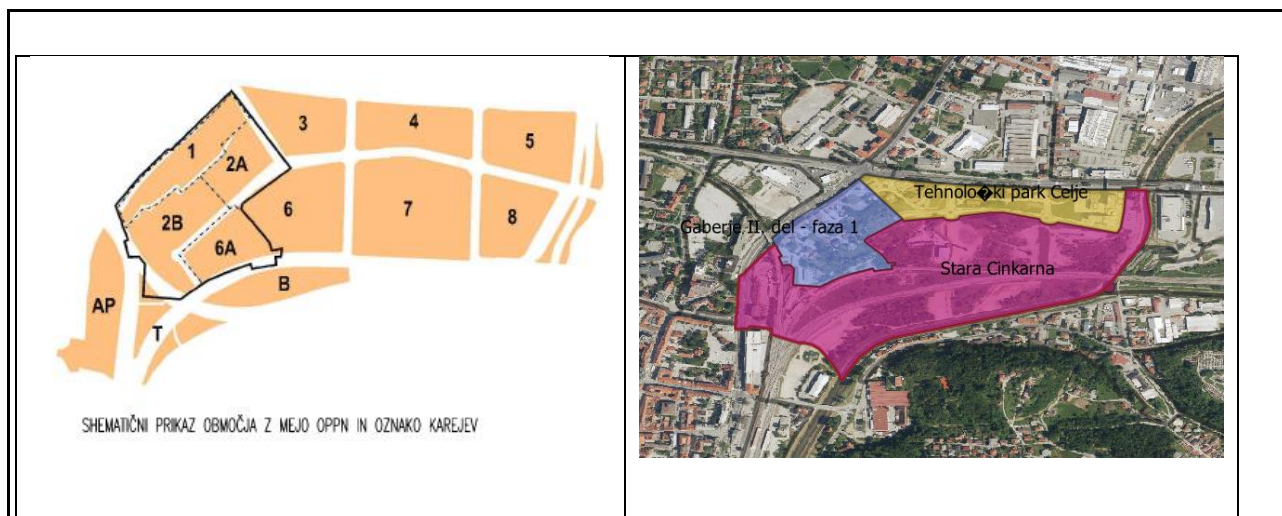 1
2A
3
4
5
2B
6
7
8
6A
B
AP
T
SHEMATIČNI PRIKAZ OBMOČJA Z MEJO OPPN IN OZNAKO KAREJEV
Tehnolo�ki park Celje
Gaberje II. del - faza 1
Stara Cinkarna